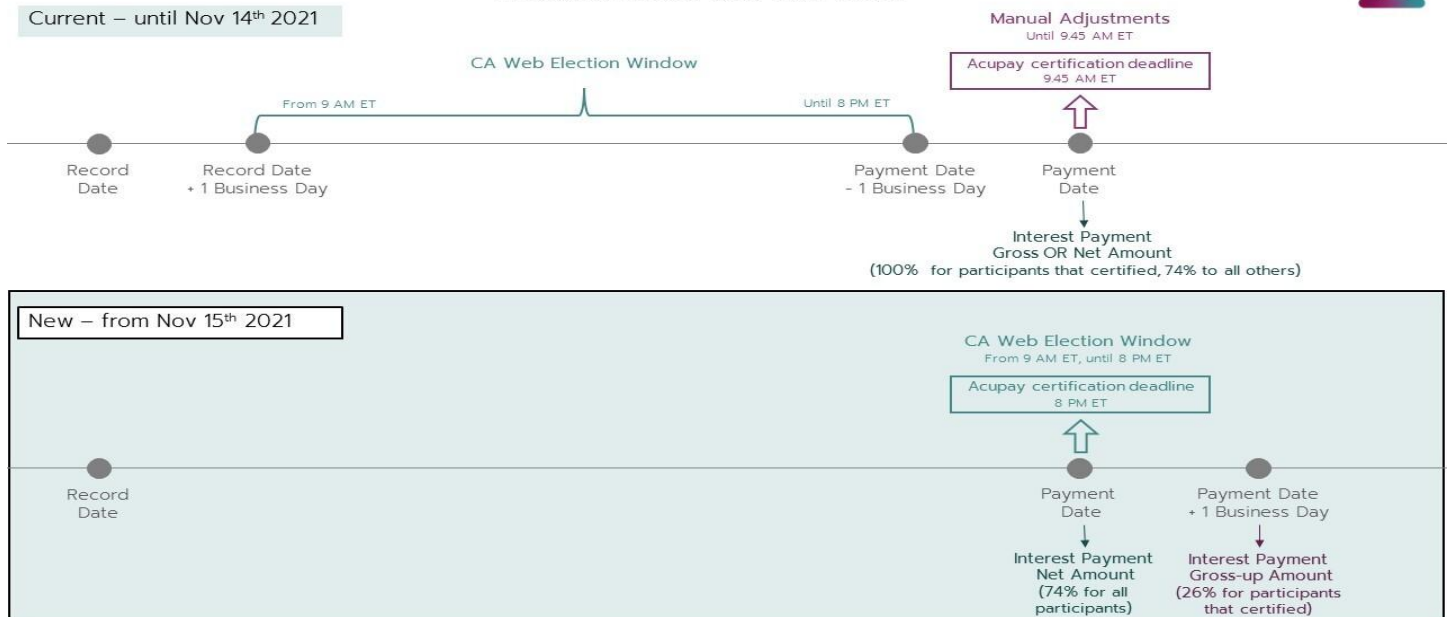 Current – until Nov 14th 2021
Manual Adjustments
Until 9.45 AM ET
CA Web Election Window
Acupay certification deadline
9.45 AM ET
From 9 AM ET
Until 8 PM ET
Record
Date
Record Date
+ 1 Business Day
Payment Date
- 1 Business Day
Payment
Date
Interest Payment
Gross OR Net Amount
(100% for participants that certified, 74% to all others)
New – from Nov 15th 2021
CA Web Election Window
From 9 AM ET, until 8 PM ET
Acupay certification deadline
8 PM ET
Record
Date
Payment
Date
Payment Date
+ 1 Business Day
Interest Payment
Net Amount
(74% for all
participants)
Interest Payment
Gross-up Amount
(26% for participants
that certified)